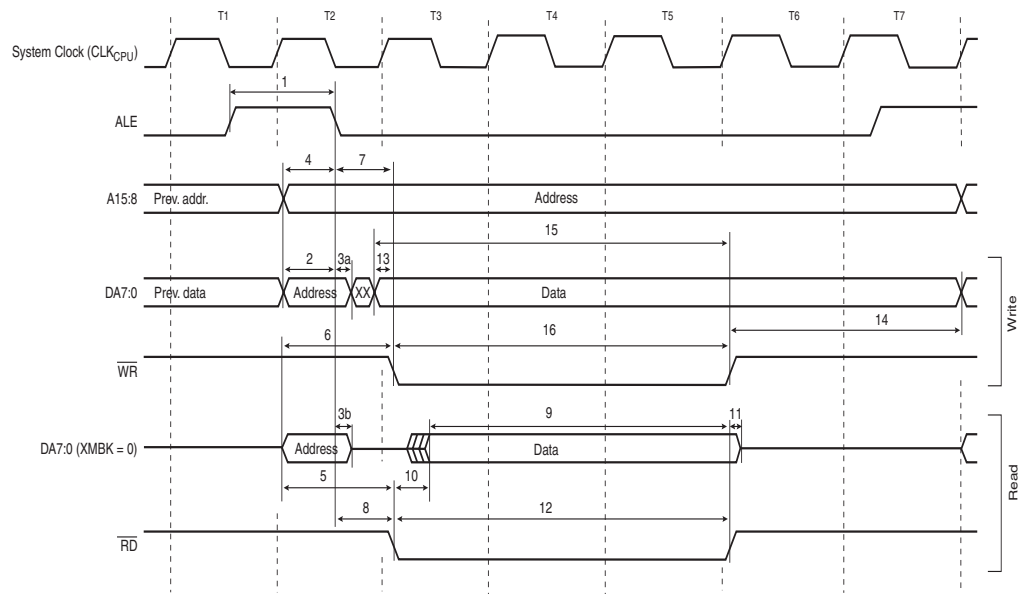 T1 T2 T3 T4 T5 T6 T7
System Clock (CLKCPU)
1
ALE
4 7
A15:8 Prev. addr. Address
15
2 3a 13
DA7:0 Prev. data Address XX Data
14
6 16
WR
Write
3b 9 11
DA7:0 (XMBK = 0) Address Data
5 10
8 12
RD
Read